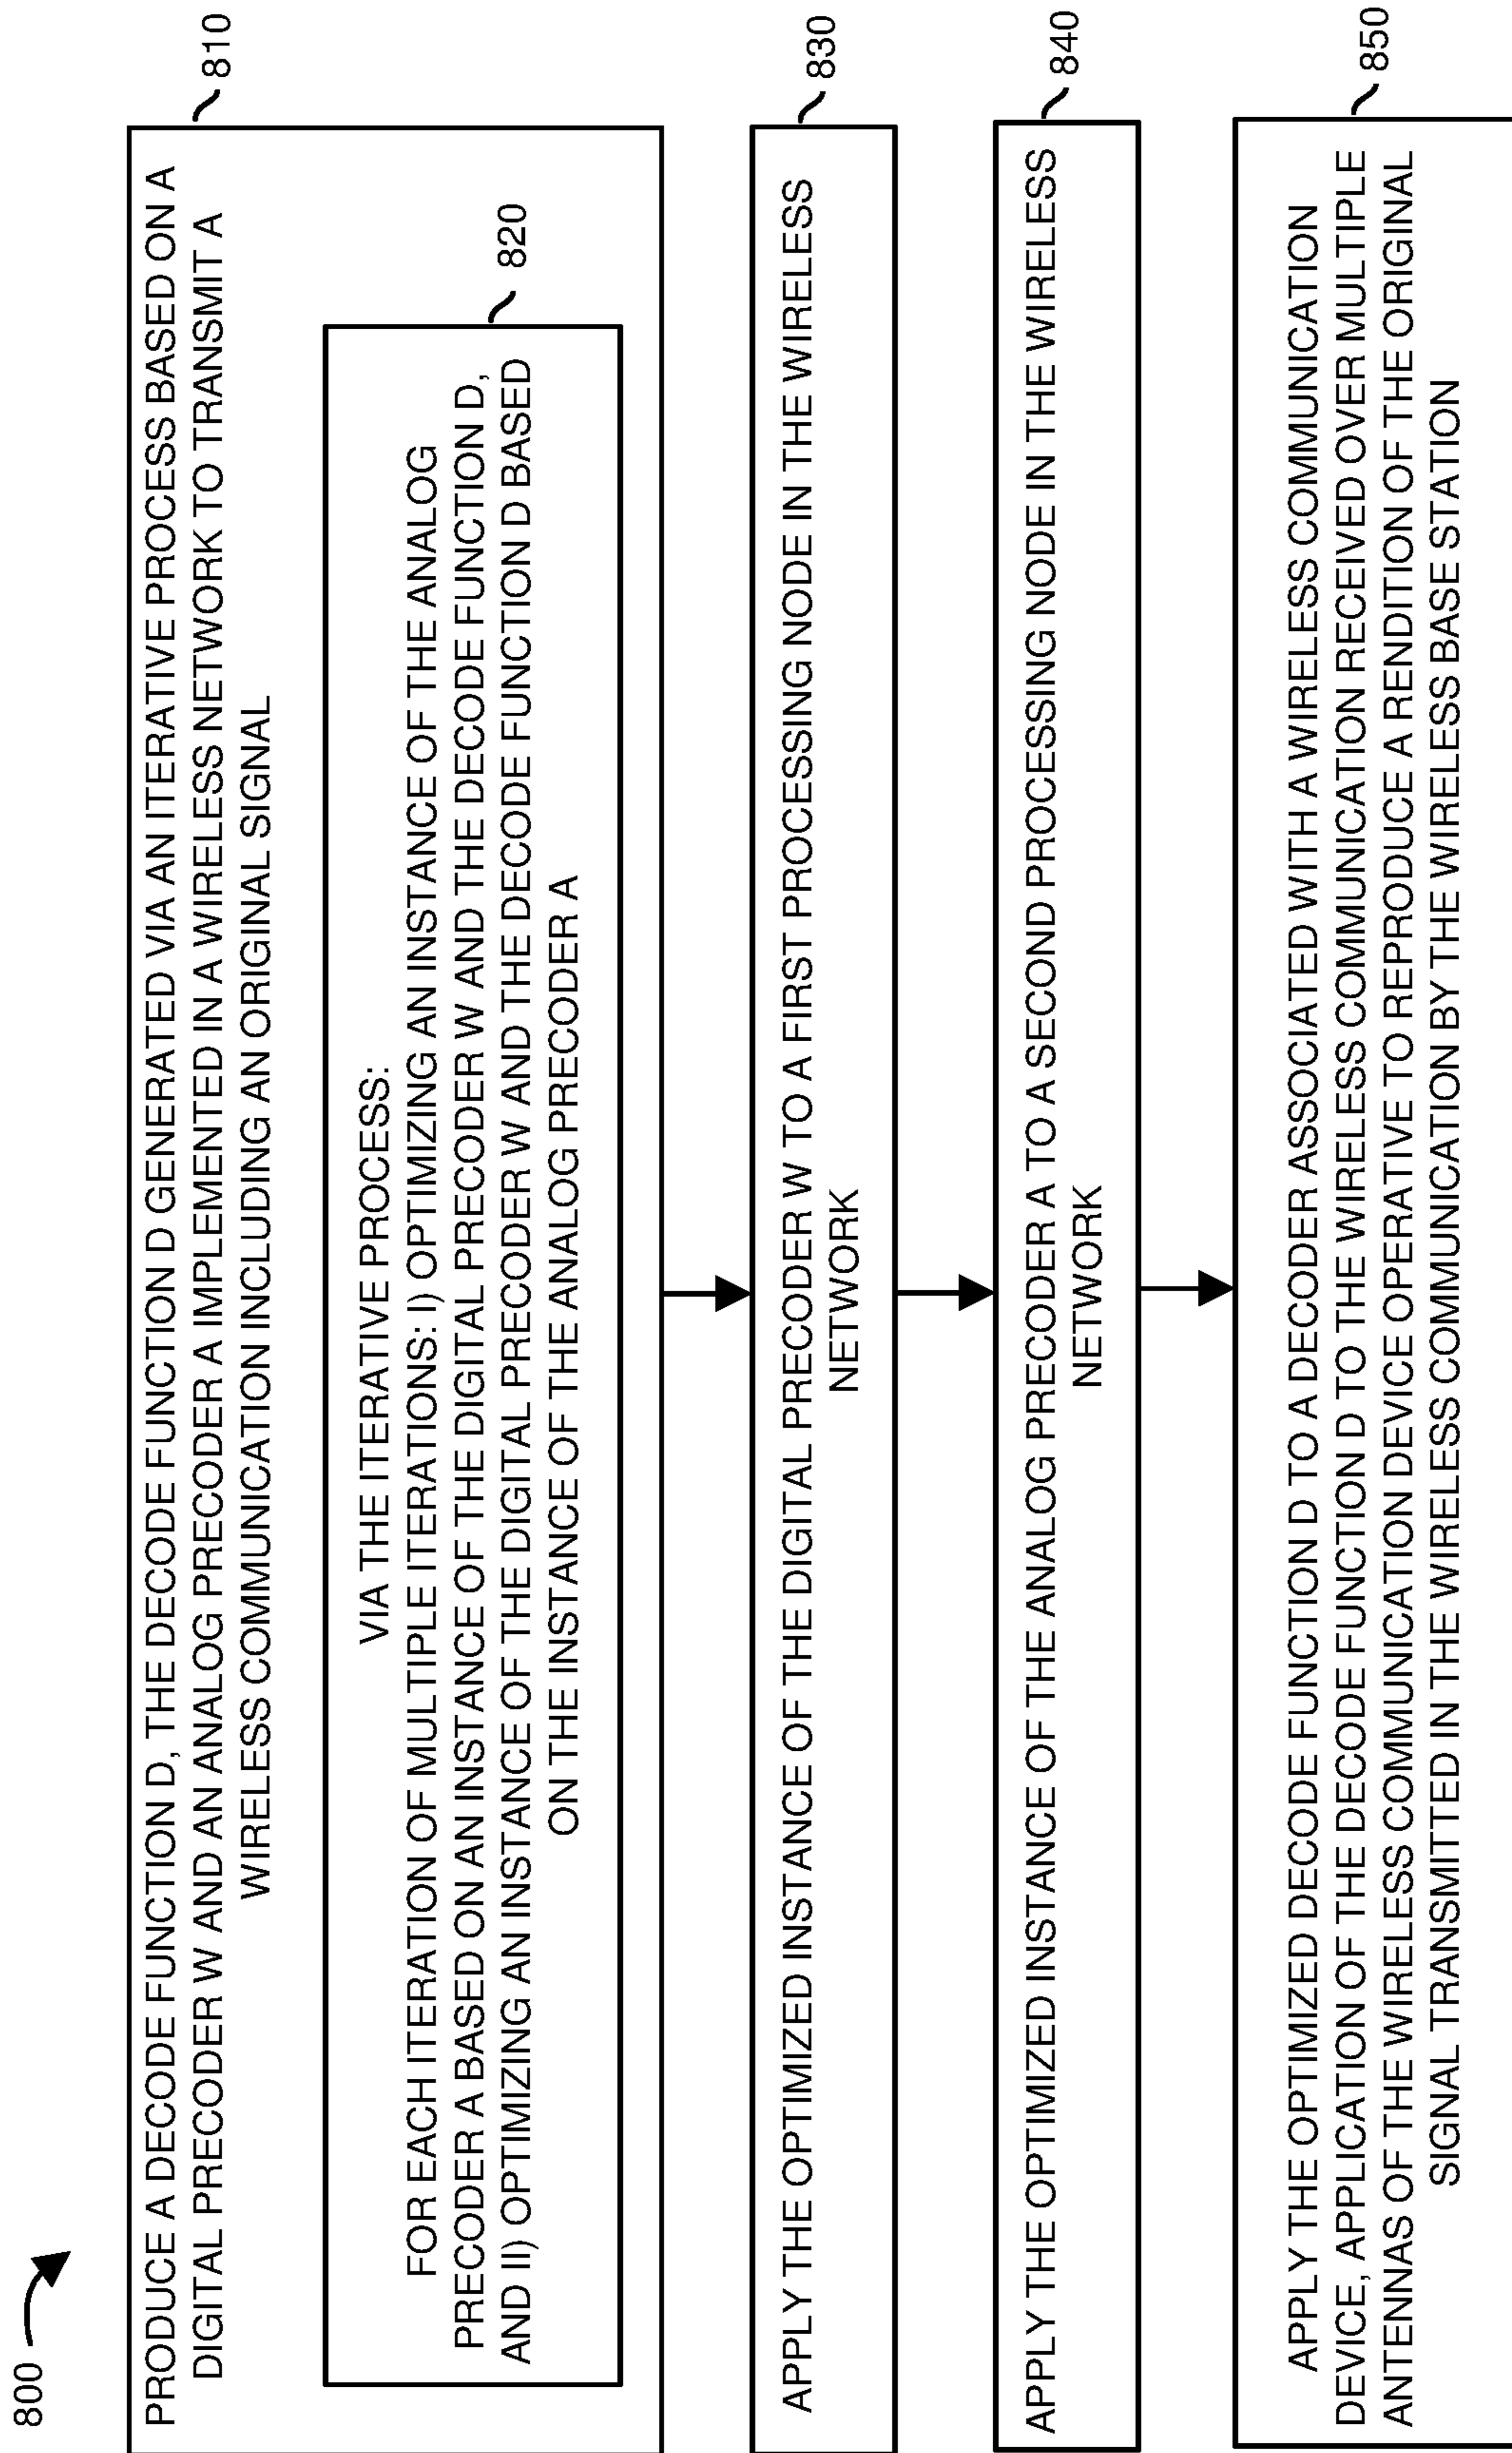 800
PRODUCE A DECODE FUNCTION D, THE DECODE FUNCTION D GENERATED VIA AN ITERATIVE PROCESS BASED ON A
DIGITAL PRECODER W AND AN ANALOG PRECODER A IMPLEMENTED IN A WIRELESS NETWORK TO TRANSMIT A
WIRELESS COMMUNICATION INCLUDING AN ORIGINAL SIGNAL
810
VIA THE ITERATIVE PROCESS:
FOR EACH ITERATION OF MULTIPLE ITERATIONS: I) OPTIMIZING AN INSTANCE OF THE ANALOG
PRECODER A BASED ON AN INSTANCE OF THE DIGITAL PRECODER W AND THE DECODE FUNCTION D,
AND II) OPTIMIZING AN INSTANCE OF THE DIGITAL PRECODER W AND THE DECODE FUNCTION D BASED
ON THE INSTANCE OF THE ANALOG PRECODER A
820
APPLY THE OPTIMIZED INSTANCE OF THE DIGITAL PRECODER W TO A FIRST PROCESSING NODE IN THE WIRELESS
NETWORK
830
APPLY THE OPTIMIZED INSTANCE OF THE ANALOG PRECODER A TO A SECOND PROCESSING NODE IN THE WIRELESS
NETWORK
840
APPLY THE OPTIMIZED DECODE FUNCTION D TO A DECODER ASSOCIATED WITH A WIRELESS COMMUNICATION
DEVICE, APPLICATION OF THE DECODE FUNCTION D TO THE WIRELESS COMMUNICATION RECEIVED OVER MULTIPLE
ANTENNAS OF THE WIRELESS COMMUNICATION DEVICE OPERATIVE TO REPRODUCE A RENDITION OF THE ORIGINAL
SIGNAL TRANSMITTED IN THE WIRELESS COMMUNICATION BY THE WIRELESS BASE STATION
850